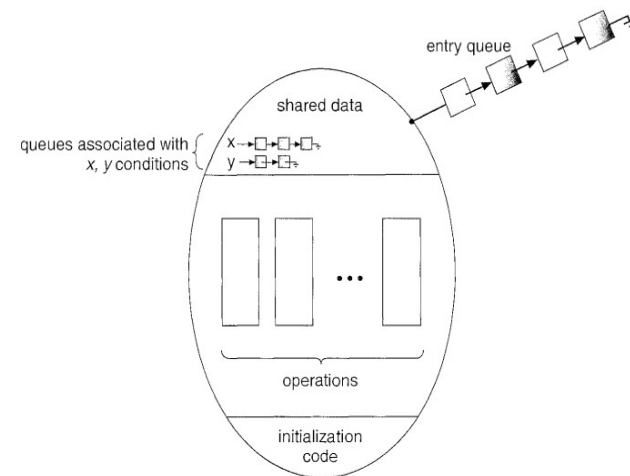 entry queue
shared data
queues associated with
x, y conditions
x
y
operations
initialization
code